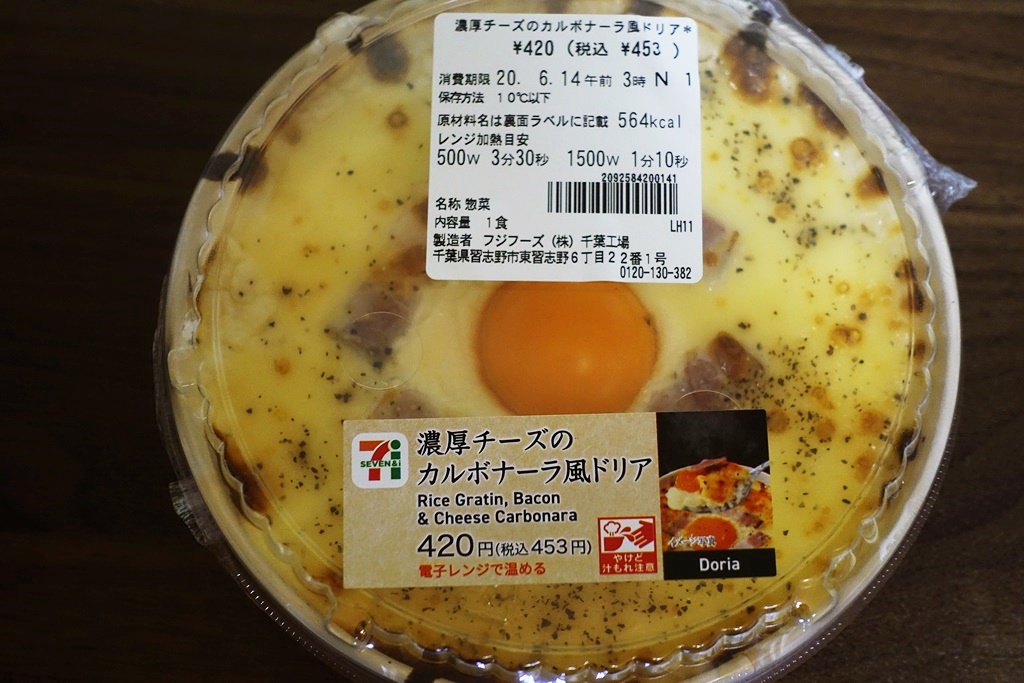 濃厚チーズのカルボナーラ風ドリア*
¥420 (税込 ¥453 )
消費期限 20. 6. 14午前 3時 N 1
保存方法 10℃以下
原材料名は裏面ラベルに記載 564kcal
レンジ加熱目安
500W 3分30秒 1500W 1分10秒
2092584200141
名称 惣菜
内容量 1食 LH11
製造者 フジフーズ (株) 千葉工場
千葉県習志野市東習志野6丁目22番1号
0120-130-382
SEVEN&i
濃厚チーズの
カルボナーラ風ドリア
Rice Gratin, Bacon
& Cheese Carbonara
420円(税込453円)
電子レンジで温める
やけど
汁もれ注意
イメージ写真
Doria